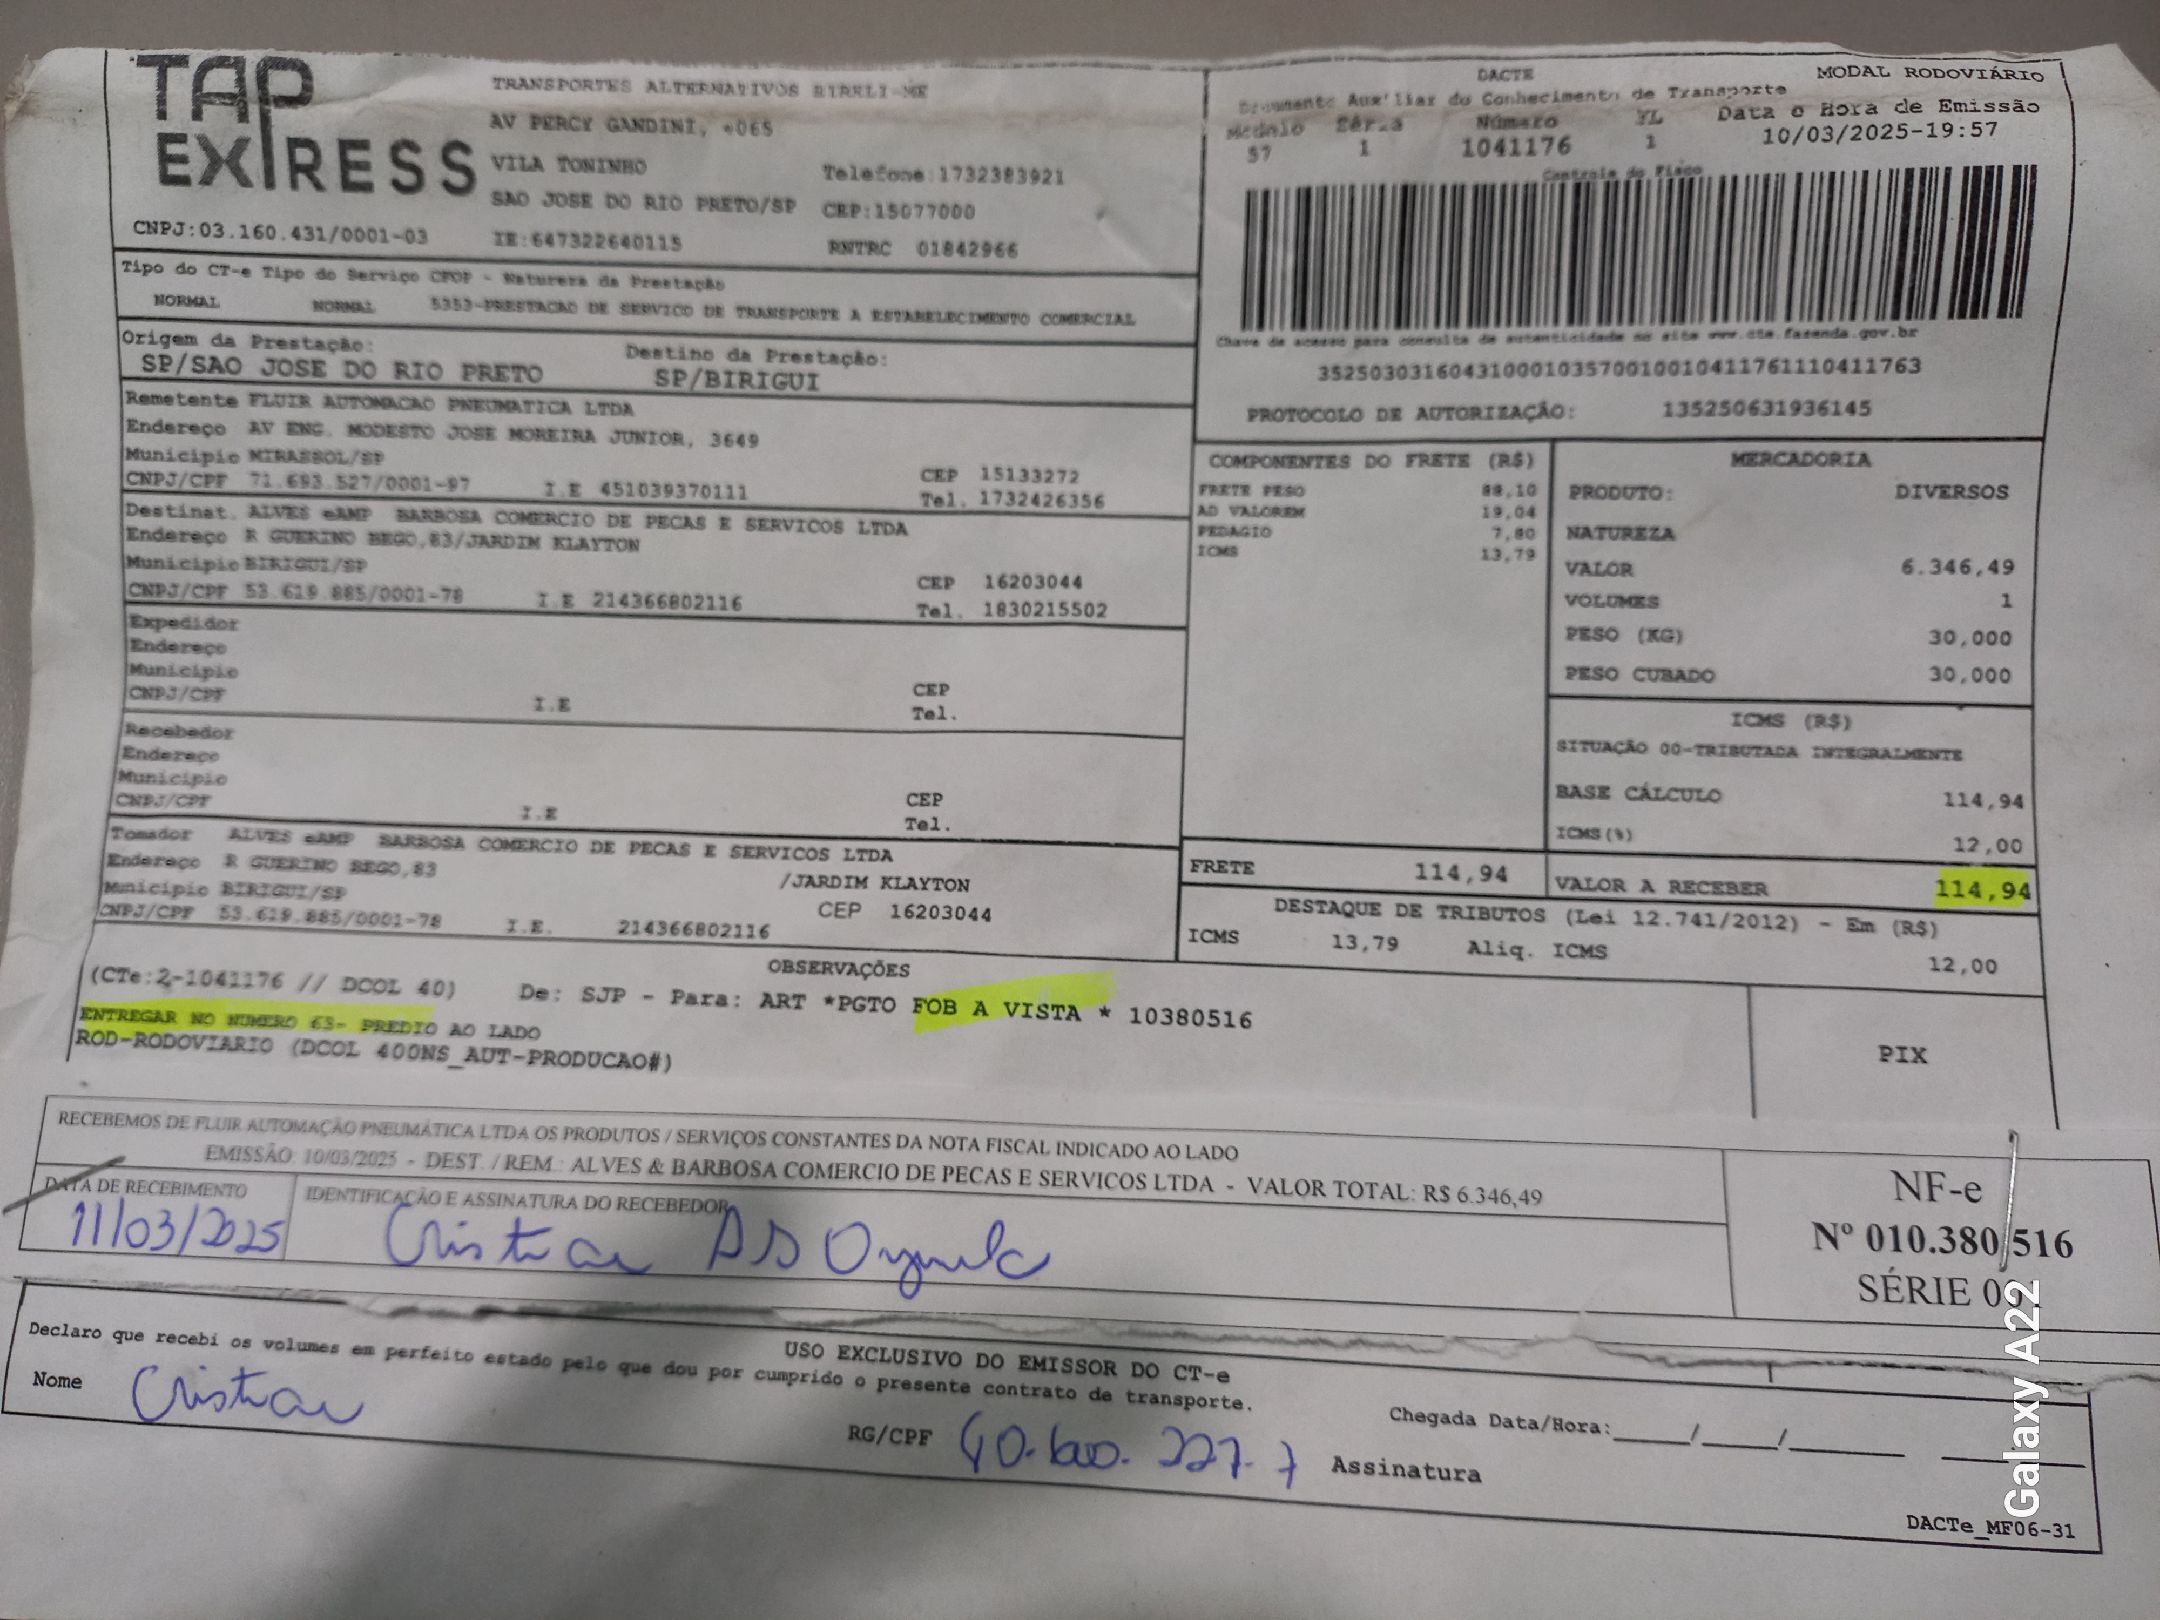 TAP EXPRESS
TRANSPORTES ALTERNATIVOS EIRELI-ME
AV PERCY GANDINI,
VILA TONINHO
Telefone:1732383921
SAO JOSE DO RIO PRETO/SP CEP:15077000
CNPJ:03.160.431/0001-03 IE:647322640115 RNTRC 01842966
DACTE
MODAL RODOVIÁRIO
Documento Auxiliar do Conhecimento de Transporte
Modelo Série Número FL Data e Hora de Emissão
57 1 1041176 1 10/03/2025-19:57
Controle do Fisco
Chave de acesso para consulta de autenticidade no site www.cte.fazenda.gov.br
35250303160431000103570010010411761110411763
PROTOCOLO DE AUTORIZAÇÃO: 135250631936145
Tipo do CT-e Tipo do Serviço CFOP - Natureza da Prestação
NORMAL NORMAL 5353-PRESTACAO DE SERVICO DE TRANSPORTE A ESTABELECIMENTO COMERCIAL
Origem da Prestação: Destino da Prestação:
SP/SAO JOSE DO RIO PRETO SP/BIRIGUI
Remetente FLUIR AUTOMACAO PNEUMATICA LTDA
Endereço AV ENG. MODESTO JOSE MOREIRA JUNIOR, 3649
Municipio MIRASSOL/SP CEP 15133272
CNPJ/CPF 71.693.527/0001-97 I.E 451039370111 Tel. 1732426356
Destinat. ALVES eAMP BARBOSA COMERCIO DE PECAS E SERVICOS LTDA
Endereço R GUERINO BEGO,83/JARDIM KLAYTON
Municipio BIRIGUI/SP CEP 16203044
CNPJ/CPF 53.619.885/0001-78 I.E 214366802116 Tel. 1830215502
Expedidor
Endereço
Municipio CEP
CNPJ/CPF I.E Tel.
Recebedor
Endereço
Municipio CEP
CNPJ/CPF I.E Tel.
Tomador ALVES eAMP BARBOSA COMERCIO DE PECAS E SERVICOS LTDA
Endereço R GUERINO BEGO,83 /JARDIM KLAYTON
Municipio BIRIGUI/SP CEP 16203044
CNPJ/CPF 53.619.885/0001-78 I.E. 214366802116
COMPONENTES DO FRETE (R$)
FRETE PESO
AD VALOREM 19,04
PEDAGIO 7,80
ICMS 13,79
MERCADORIA
PRODUTO: DIVERSOS
NATUREZA
VALOR 6.346,49
VOLUMES 1
PESO (KG) 30,000
PESO CUBADO 30,000
ICMS (R$)
SITUAÇÃO 00-TRIBUTADA INTEGRALMENTE
BASE CÁLCULO 114,94
ICMS(%) 12,00
FRETE 114,94 VALOR A RECEBER 114,94
DESTAQUE DE TRIBUTOS (Lei 12.741/2012) - Em (R$)
ICMS 13,79 Aliq. ICMS 12,00
OBSERVAÇÕES
(CTe:2-1041176 // DCOL 40) De: SJP - Para: ART *PGTO FOB A VISTA * 10380516
ENTREGAR NO NUMERO 63- PREDIO AO LADO
ROD-RODOVIARIO (DCOL 400NS_AUT-PRODUCAO#)
PIX
RECEBEMOS DE FLUIR AUTOMAÇÃO PNEUMÁTICA LTDA OS PRODUTOS / SERVIÇOS CONSTANTES DA NOTA FISCAL INDICADO AO LADO
EMISSÃO: 10/03/2025 - DEST. / REM.: ALVES & BARBOSA COMERCIO DE PECAS E SERVICOS LTDA - VALOR TOTAL: R$ 6.346,49
DATA DE RECEBIMENTO IDENTIFICAÇÃO E ASSINATURA DO RECEBEDOR
11/03/2025 Cristian
NF-e
Nº 010.380.516
SÉRIE
USO EXCLUSIVO DO EMISSOR DO CT-e
Declaro que recebi os volumes em perfeito estado pelo que dou por cumprido o presente contrato de transporte.
Nome Cristian
RG/CPF
Chegada Data/Hora:_____/_____/________
Assinatura
DACTe_MF06-31
Galaxy A22